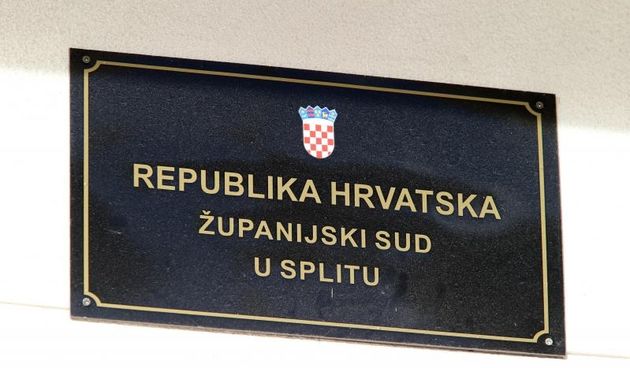 REPUBLIKA HRVATSKA
ŽUPANIJSKI SUD
U SPLITU